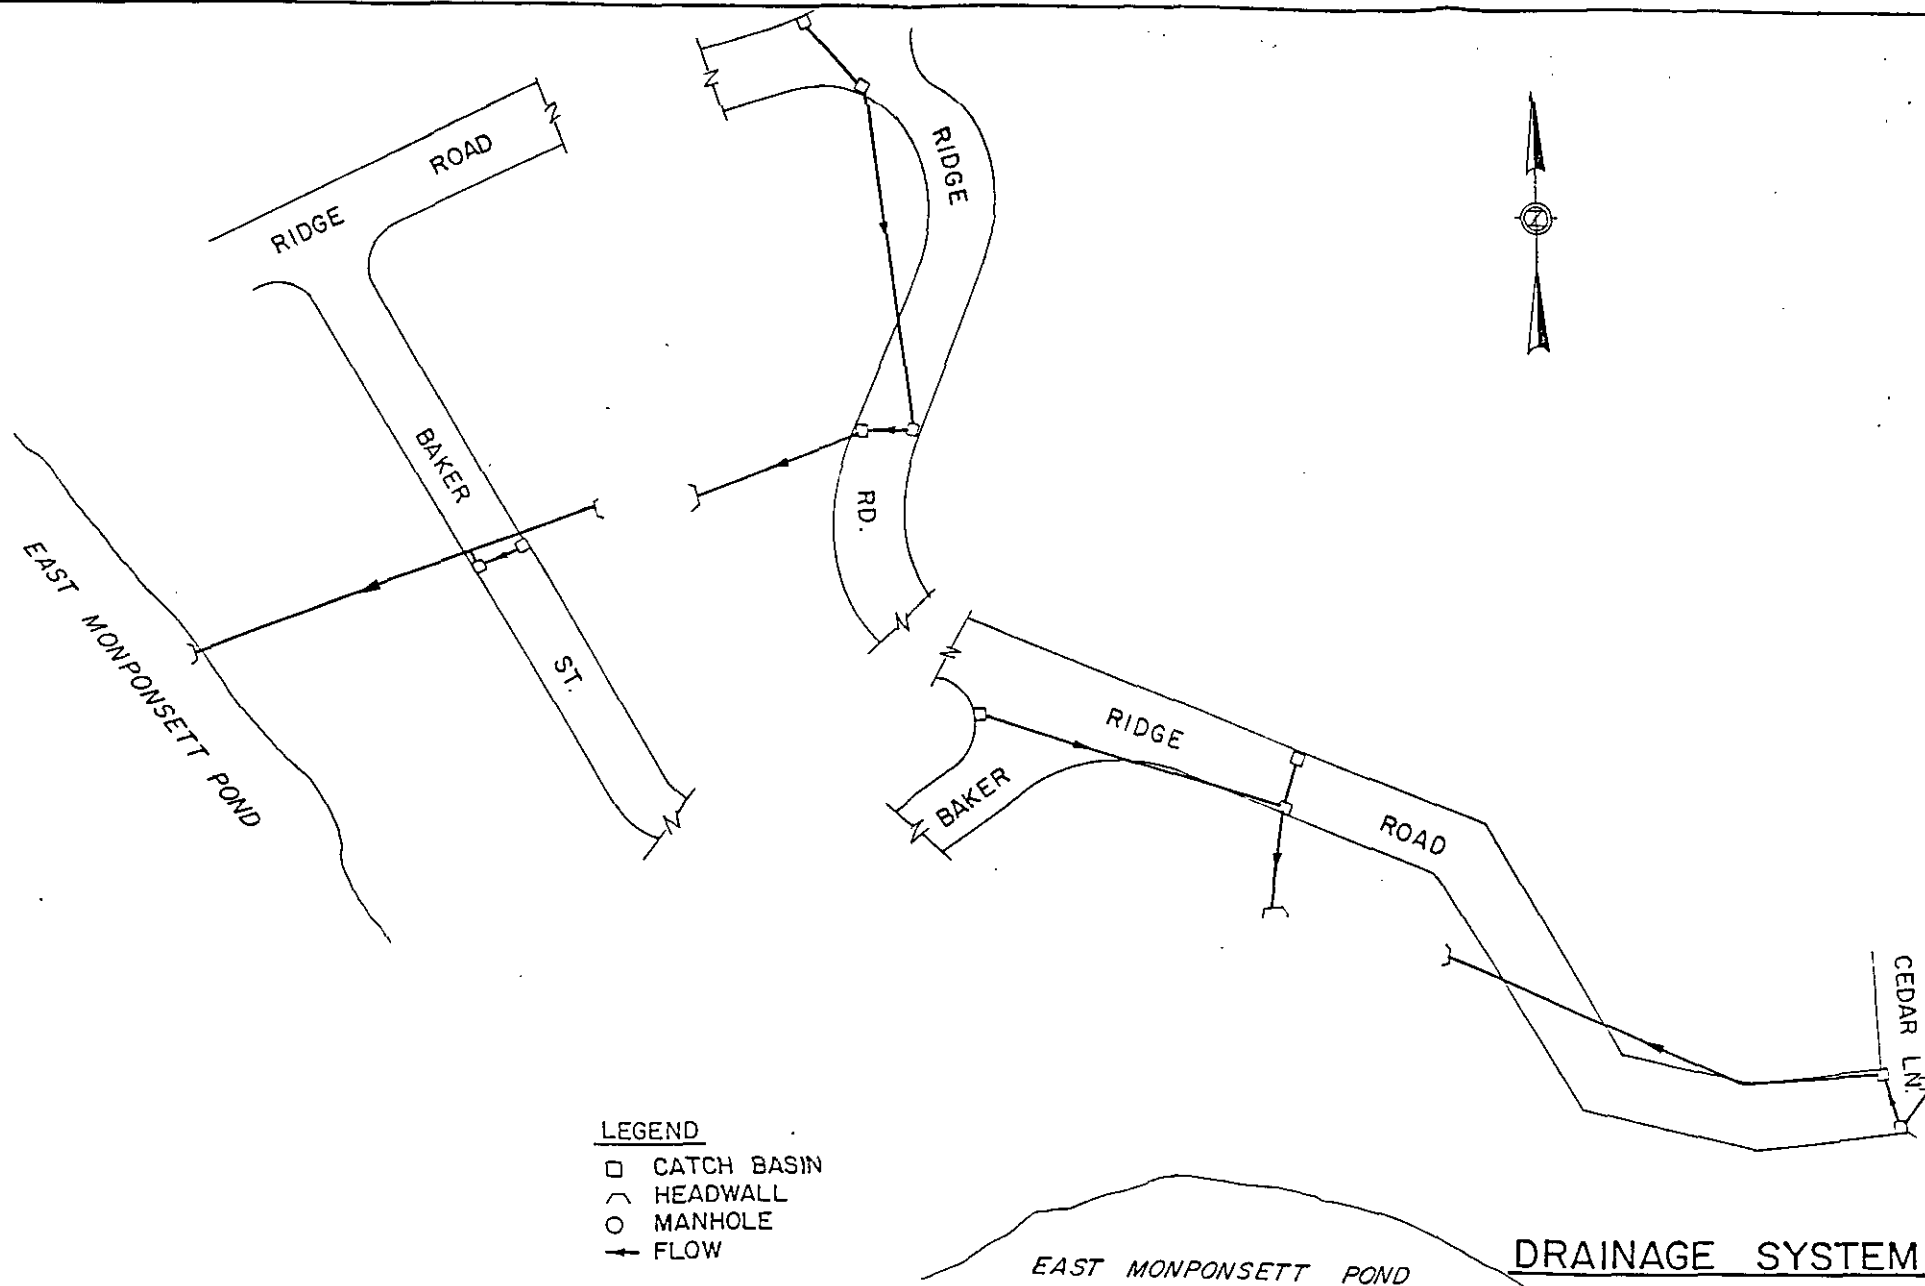 RIDGE ROAD
BAKER ST.
EAST MONPONSETT POND
RIDGE RD.
N
RIDGE ROAD
BAKER
CEDAR LN.
LEGEND
CATCH BASIN
HEADWALL
MANHOLE
FLOW
EAST MONPONSETT POND
DRAINAGE SYSTEM